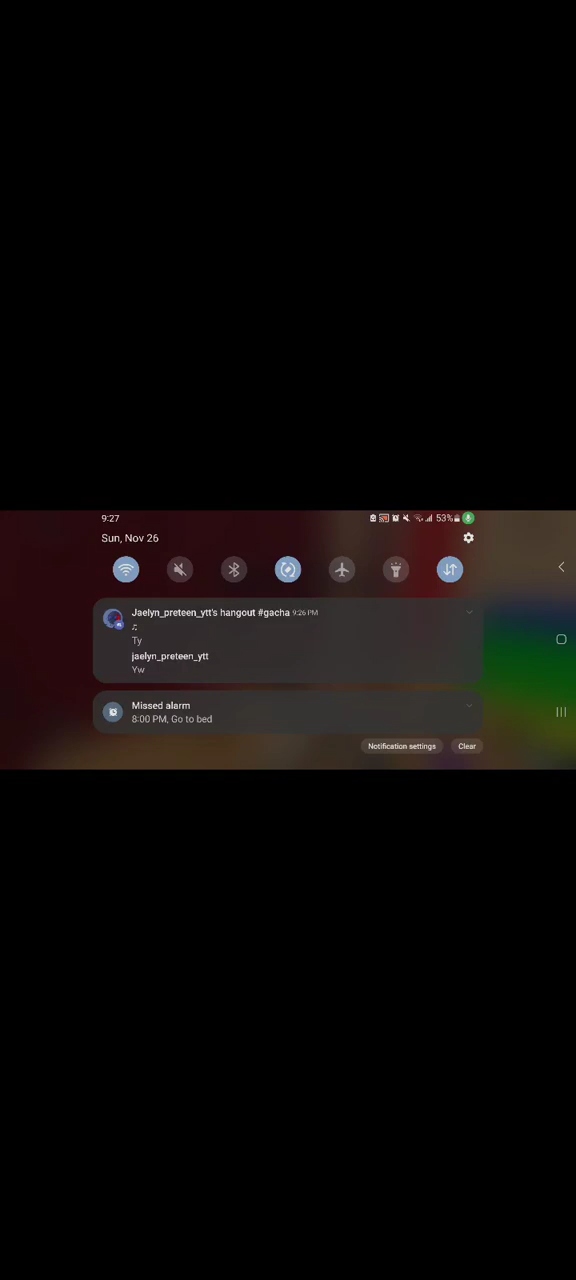 9:27
53%
Sun, Nov 26
Jaelyn_preteen_ytt's hangout #gacha 9:26 PM
♫
Ty
jaelyn_preteen_ytt
Yw
Missed alarm
8:00 PM, Go to bed
Notification settings
Clear